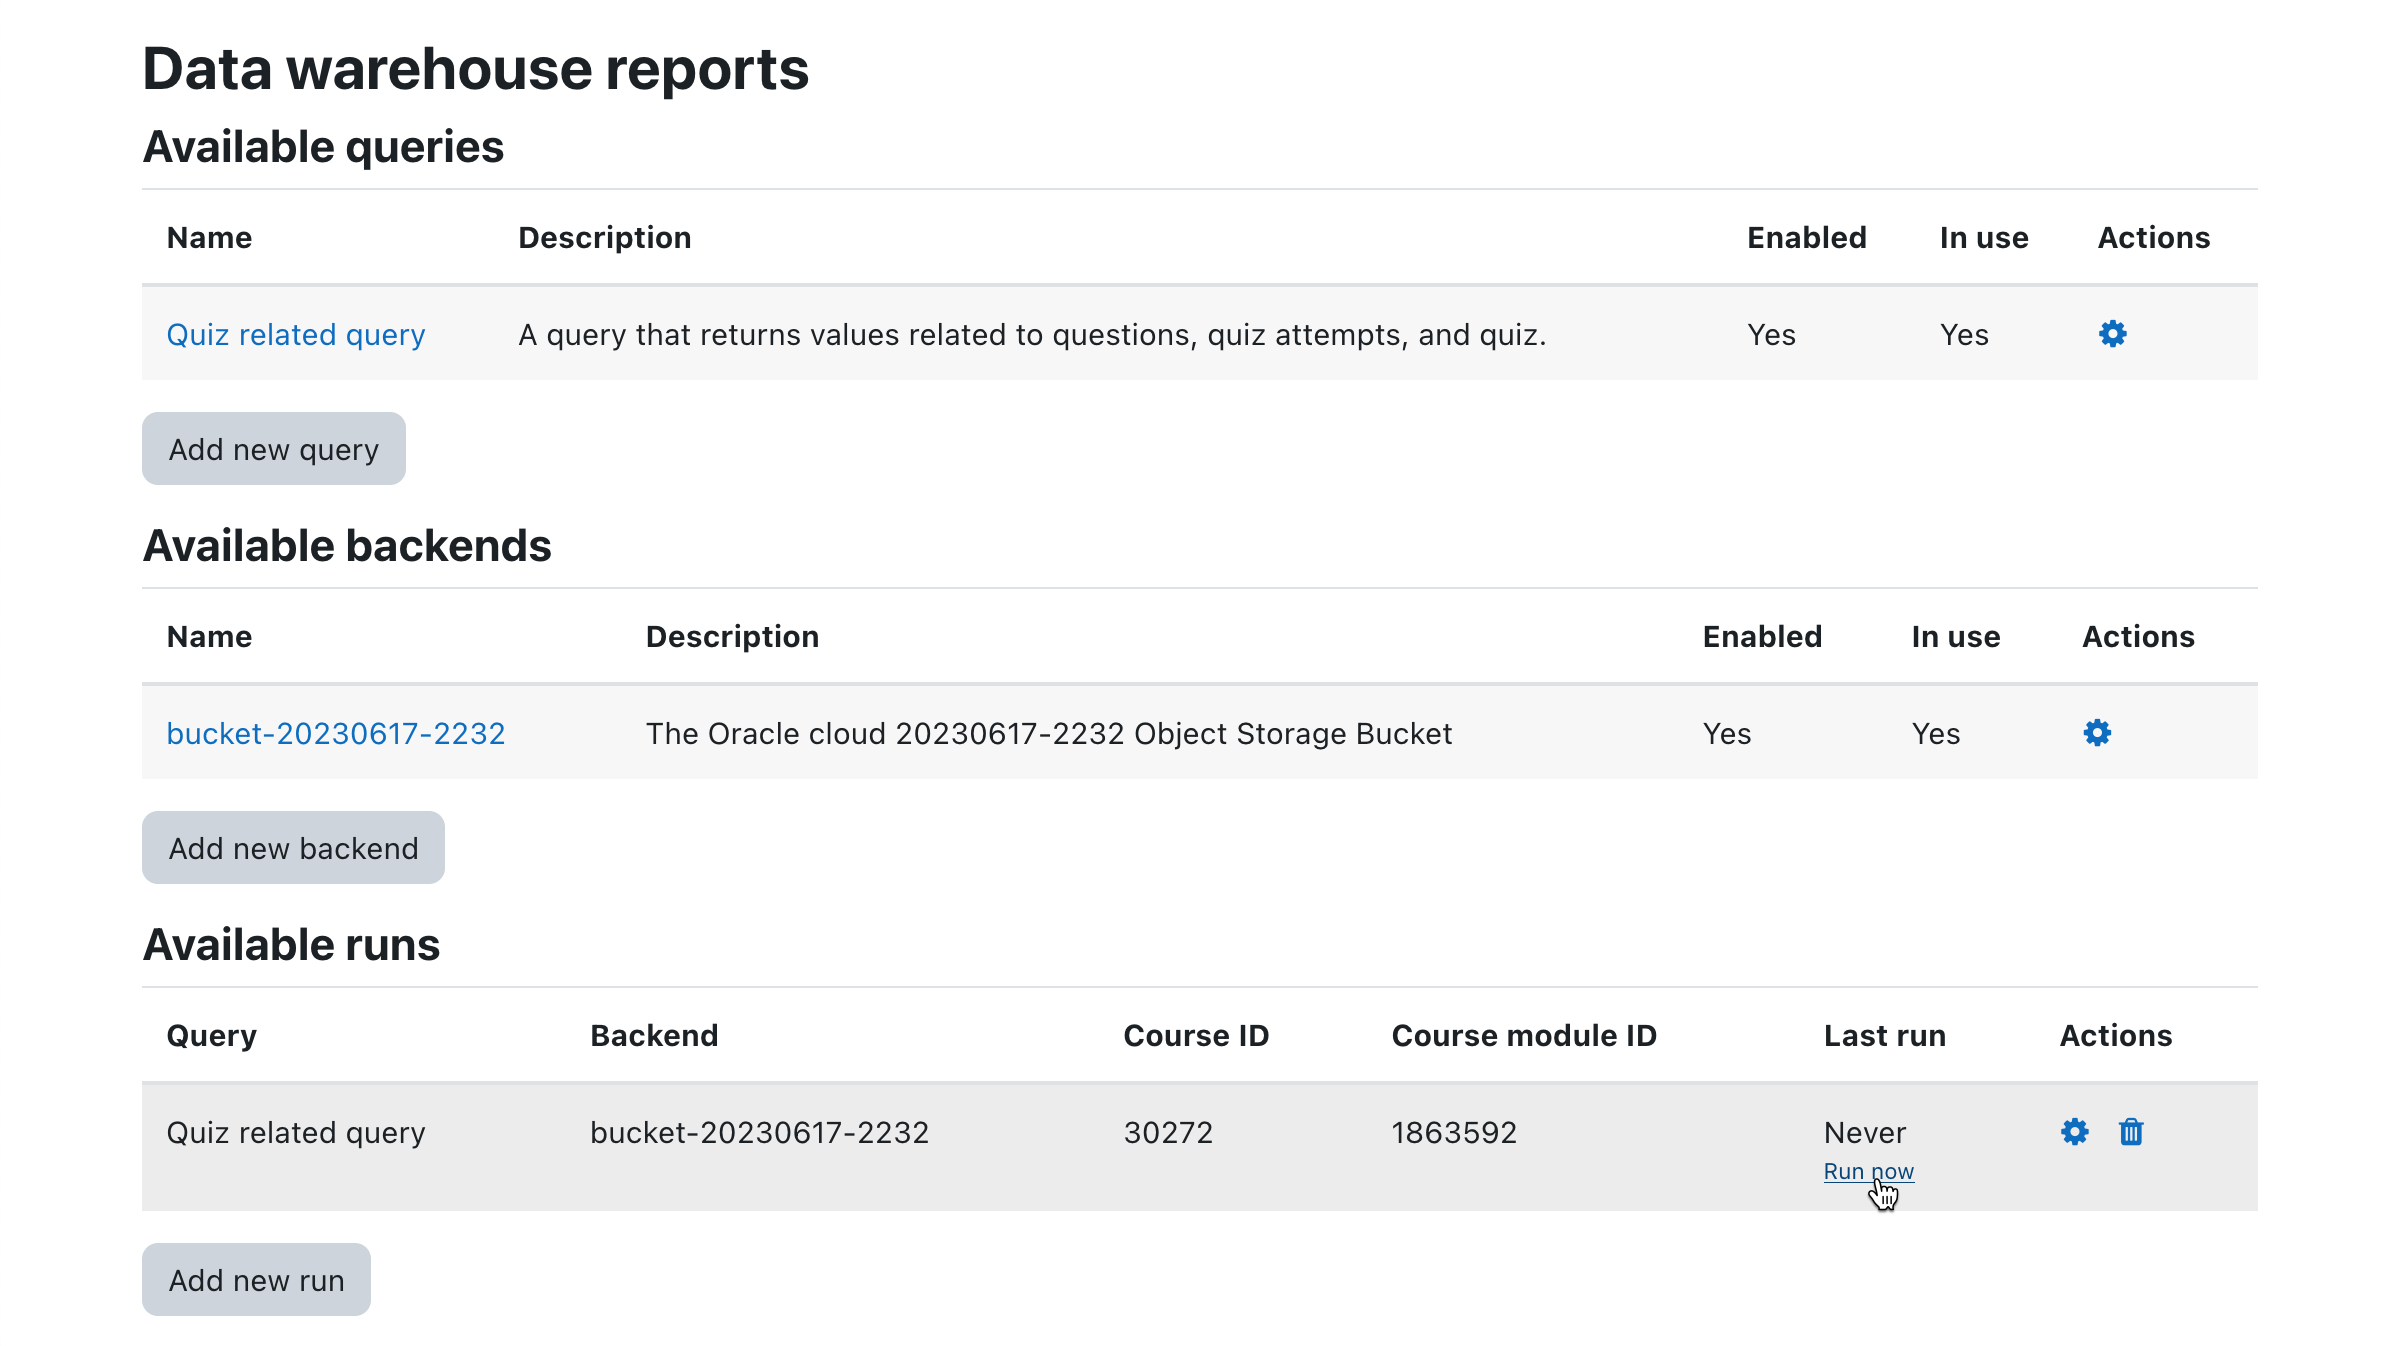 Data warehouse reports
Available queries
Name Description Enabled In use Actions
Quiz related query A query that returns values related to questions, quiz attempts, and quiz. Yes Yes
Add new query
Available backends
Name Description Enabled In use Actions
bucket-20230617-2232 The Oracle cloud 20230617-2232 Object Storage Bucket Yes Yes
Add new backend
Available runs
Query Backend Course ID Course module ID Last run Actions
Quiz related query bucket-20230617-2232 30272 1863592 Never
Run now
Add new run